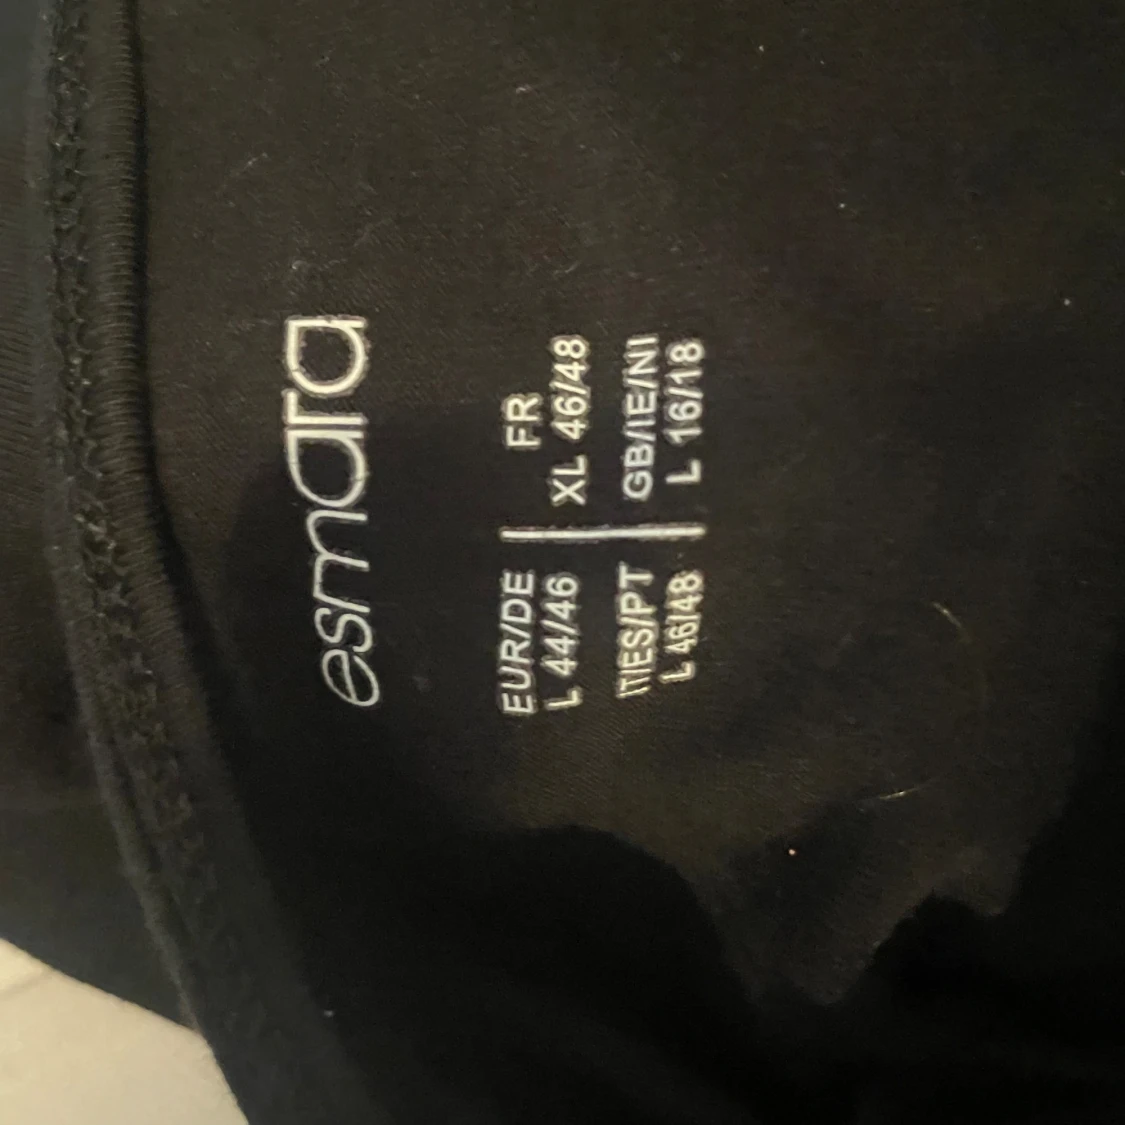 esmara
EUR/DE
L 44/46
FR
XL 46/48
IT/ES/PT
L 46/48
GB/IE/NI
L 16/18